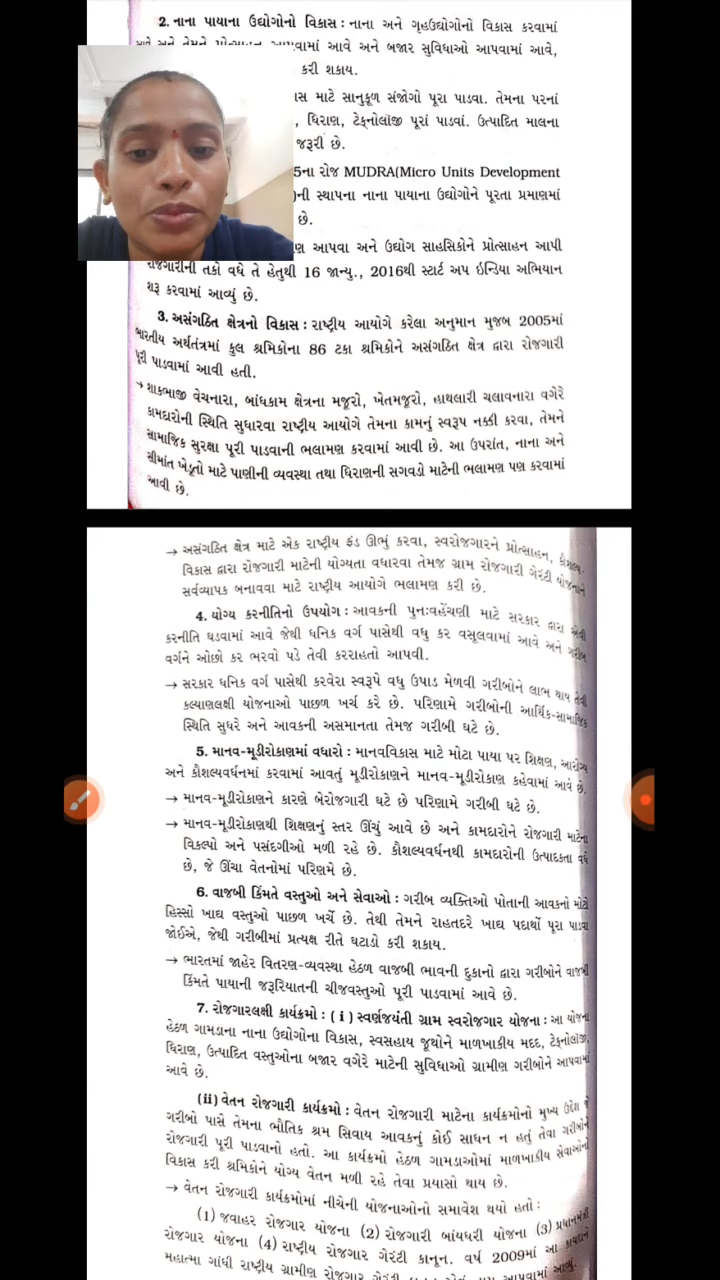 2. નાના પાયાના ઉદ્યોગોનો વિકાસ : નાના અને ગૃહઉદ્યોગોનો વિકાસ કરવામાં
આવે અને તેમને પ્રોત્સાહન આપવામાં આવે અને બજાર સુવિધાઓ આપવામાં આવે,
કરી શકાય.
માટે સાનુકૂળ સંજોગો પૂરા પાડવા. તેમના પરનાં
, ધિરાણ, ટેક્નોલૉજી પૂરાં પાડવાં. ઉત્પાદિત માલના
જરૂરી છે.
5ના રોજ MUDRA(Micro Units Development
)ની સ્થાપના નાના પાયાના ઉદ્યોગોને પૂરતા પ્રમાણમાં
છે.
આપવા અને ઉદ્યોગ સાહસિકોને પ્રોત્સાહન આપી
રોજગારીની તકો વધે તે હેતુથી 16 જાન્યુ., 2016થી સ્ટાર્ટ અપ ઇન્ડિયા અભિયાન
શરૂ કરવામાં આવ્યું છે.
3. અસંગઠિત ક્ષેત્રનો વિકાસ : રાષ્ટ્રીય આયોગે કરેલા અનુમાન મુજબ 2005માં
ભારતીય અર્થતંત્રમાં કુલ શ્રમિકોના 86 ટકા શ્રમિકોને અસંગઠિત ક્ષેત્ર દ્વારા રોજગારી
પૂરી પાડવામાં આવી હતી.
→ શાકભાજી વેચનારા, બાંધકામ ક્ષેત્રના મજૂરો, ખેતમજૂરો, હાથલારી ચલાવનારા વગેરે
કામદારોની સ્થિતિ સુધારવા રાષ્ટ્રીય આયોગે તેમના કામનું સ્વરૂપ નક્કી કરવા, તેમને
સામાજિક સુરક્ષા પૂરી પાડવાની ભલામણ કરવામાં આવી છે. આ ઉપરાંત, નાના અને
સીમાંત ખેડૂતો માટે પાણીની વ્યવસ્થા તથા ધિરાણની સગવડો માટેની ભલામણ પણ કરવામાં
આવી છે.
→ અસંગઠિત ક્ષેત્ર માટે એક રાષ્ટ્રીય ફંડ ઊભું કરવા, સ્વરોજગારને પ્રોત્સાહન, કૌશલ્ય-
વિકાસ દ્વારા રોજગારી માટેની યોગ્યતા વધારવા તેમજ ગ્રામ રોજગારી ગેરંટી યોજનાને
સર્વવ્યાપક બનાવવા માટે રાષ્ટ્રીય આયોગે ભલામણ કરી છે.
4. યોગ્ય કરનીતિનો ઉપયોગ : આવકની પુનઃવહેંચણી માટે સરકાર દ્વારા એવી
કરનીતિ ઘડવામાં આવે જેથી ધનિક વર્ગ પાસેથી વધુ કર વસૂલવામાં આવે અને ગરીબ
વર્ગને ઓછો કર ભરવો પડે તેવી કરરાહતો આપવી.
→ સરકાર ધનિક વર્ગ પાસેથી કરવેરા સ્વરૂપે વધુ ઉપાડ મેળવી ગરીબોને લાભ થાય તેવી
કલ્યાણલક્ષી યોજનાઓ પાછળ ખર્ચ કરે છે. પરિણામે ગરીબોની આર્થિક-સામાજિક
સ્થિતિ સુધરે અને આવકની અસમાનતા તેમજ ગરીબી ઘટે છે.
5. માનવ-મૂડીરોકાણમાં વધારો : માનવવિકાસ માટે મોટા પાયા પર શિક્ષણ, આરોગ્ય
અને કૌશલ્યવર્ધનમાં કરવામાં આવતું મૂડીરોકાણને માનવ-મૂડીરોકાણ કહેવામાં આવે છે.
→ માનવ-મૂડીરોકાણને કારણે બેરોજગારી ઘટે છે પરિણામે ગરીબી ઘટે છે.
→ માનવ-મૂડીરોકાણથી શિક્ષણનું સ્તર ઊંચું આવે છે અને કામદારોને રોજગારી માટેના
વિકલ્પો અને પસંદગીઓ મળી રહે છે. કૌશલ્યવર્ધનથી કામદારોની ઉત્પાદકતા વધે
છે, જે ઊંચા વેતનોમાં પરિણમે છે.
6. વાજબી કિંમતે વસ્તુઓ અને સેવાઓ : ગરીબ વ્યક્તિઓ પોતાની આવકનો મોટો
હિસ્સો ખાદ્ય વસ્તુઓ પાછળ ખર્ચે છે. તેથી તેમને રાહતદરે ખાદ્ય પદાર્થો પૂરા પાડવા
જોઈએ, જેથી ગરીબીમાં પ્રત્યક્ષ રીતે ઘટાડો કરી શકાય.
→ ભારતમાં જાહેર વિતરણ-વ્યવસ્થા હેઠળ વાજબી ભાવની દુકાનો દ્વારા ગરીબોને વાજબી
કિંમતે પાયાની જરૂરિયાતની ચીજવસ્તુઓ પૂરી પાડવામાં આવે છે.
7. રોજગારલક્ષી કાર્યક્રમો : (i) સ્વર્ણજયંતી ગ્રામ સ્વરોજગાર યોજના : આ યોજના
હેઠળ ગામડાના નાના ઉદ્યોગોના વિકાસ, સ્વસહાય જૂથોને માળખાકીય મદદ, ટેક્નોલૉજી,
ધિરાણ, ઉત્પાદિત વસ્તુઓના બજાર વગેરે માટેની સુવિધાઓ ગ્રામીણ ગરીબોને આપવામાં
આવે છે.
(ii) વેતન રોજગારી કાર્યક્રમો : વેતન રોજગારી માટેના કાર્યક્રમોનો મુખ્ય ઉદ્દેશ જે
ગરીબો પાસે તેમના ભૌતિક શ્રમ સિવાય આવકનું કોઈ સાધન ન હતું તેવા ગરીબોને
રોજગારી પૂરી પાડવાનો હતો. આ કાર્યક્રમો હેઠળ ગામડાઓમાં માળખાકીય સેવાઓનો
વિકાસ કરી શ્રમિકોને યોગ્ય વેતન મળી રહે તેવા પ્રયાસો થાય છે.
→ વેતન રોજગારી કાર્યક્રમોમાં નીચેની યોજનાઓનો સમાવેશ થયો હતો :
(1) જવાહર રોજગાર યોજના (2) રોજગારી બાંયધરી યોજના (3) પ્રધાનમંત્રી
રોજગાર યોજના (4) રાષ્ટ્રીય રોજગાર ગેરંટી કાનૂન. વર્ષ 2009માં આ કાયદાને
મહાત્મા ગાંધી રાષ્ટ્રીય ગ્રામીણ રોજગાર ગેરંટી આપવામાં આવ્યું.